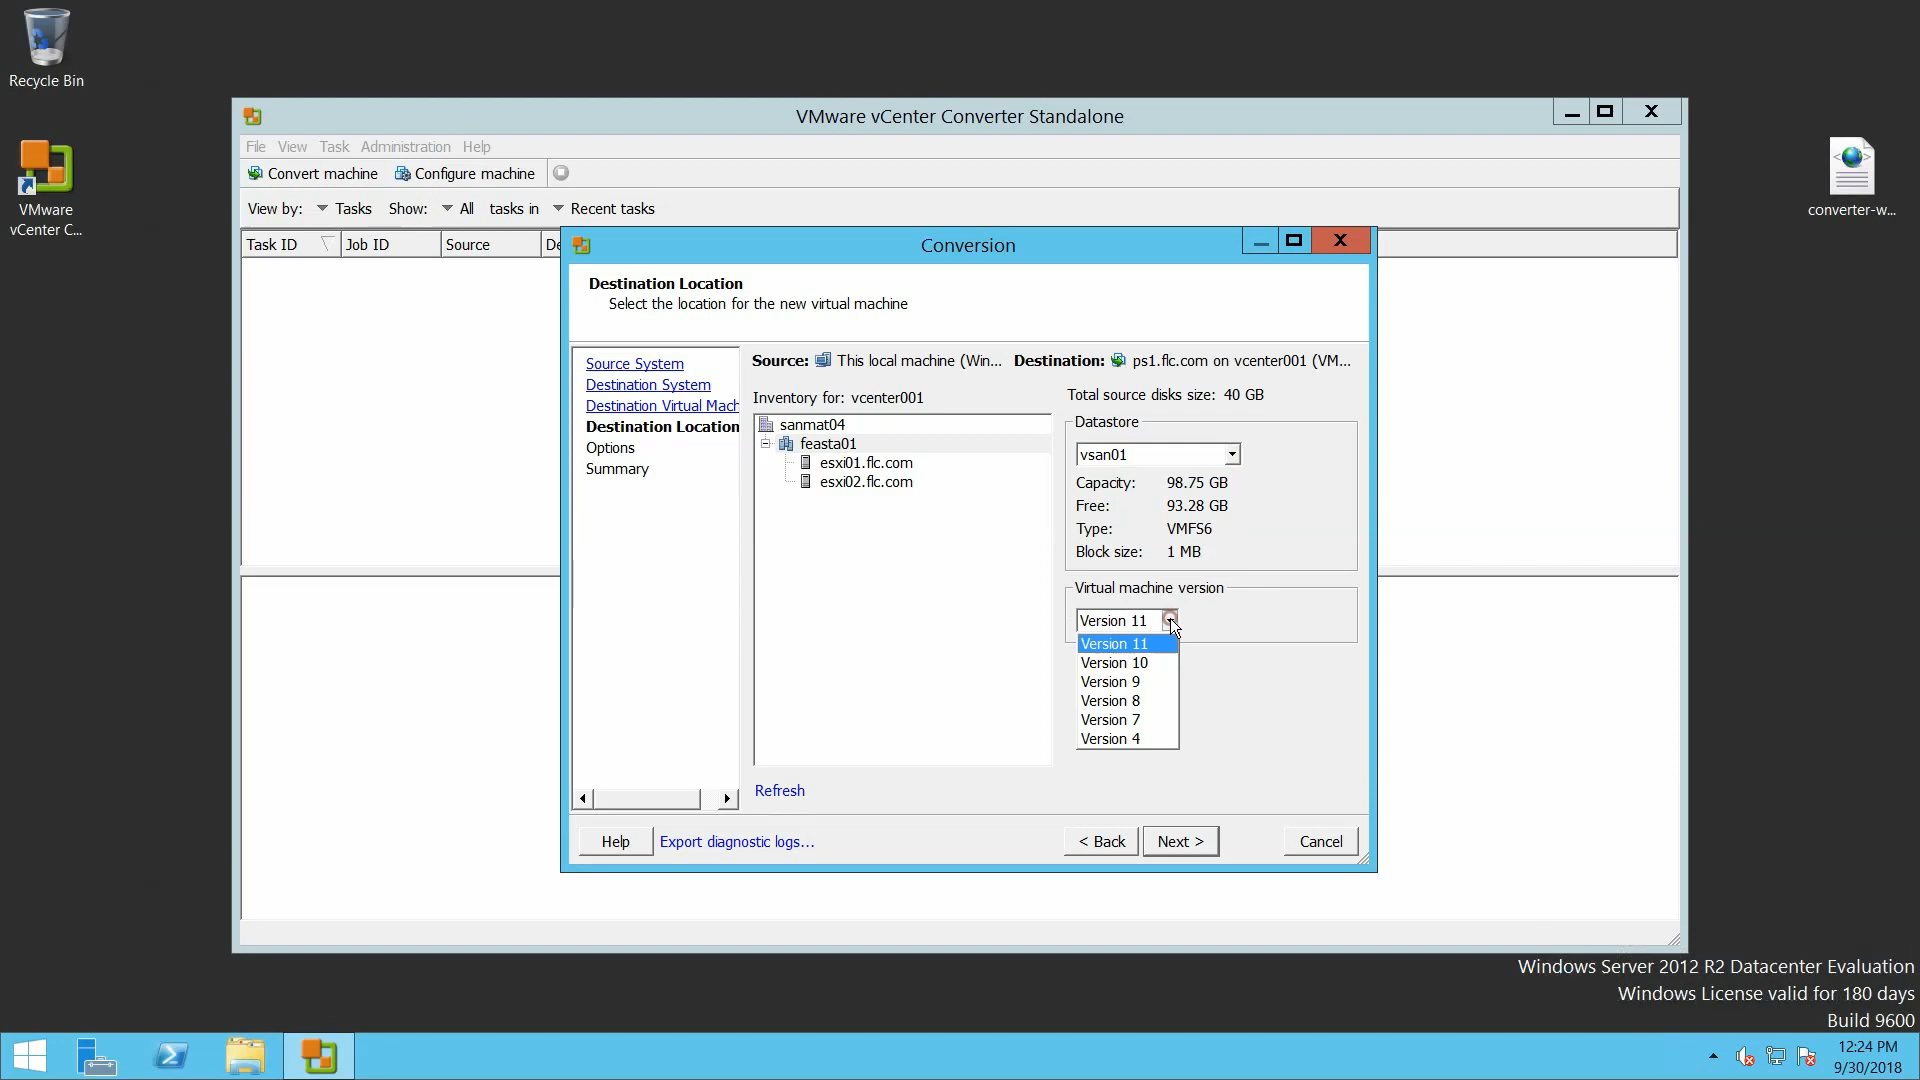 Recycle Bin
VMware
vCenter C...
converter-w...
VMware vCenter Converter Standalone
File View Task Administration Help
Convert machine Configure machine
View by: Tasks Show: All tasks in Recent tasks
Task ID Job ID Source De
Conversion
Destination Location
Select the location for the new virtual machine
Source System
Destination System
Destination Virtual Mach
Destination Location
Options
Summary
Source: This local machine (Win... Destination: ps1.flc.com on vcenter001 (VM...
Inventory for: vcenter001
sanmat04
feasta01
esxi01.flc.com
esxi02.flc.com
Refresh
Total source disks size: 40 GB
Datastore
vsan01
Capacity: 98.75 GB
Free: 93.28 GB
Type: VMFS6
Block size: 1 MB
Virtual machine version
Version 11
Version 11
Version 10
Version 9
Version 8
Version 7
Version 4
Help Export diagnostic logs... < Back Next > Cancel
Windows Server 2012 R2 Datacenter Evaluation
Windows License valid for 180 days
Build 9600
12:24 PM
9/30/2018